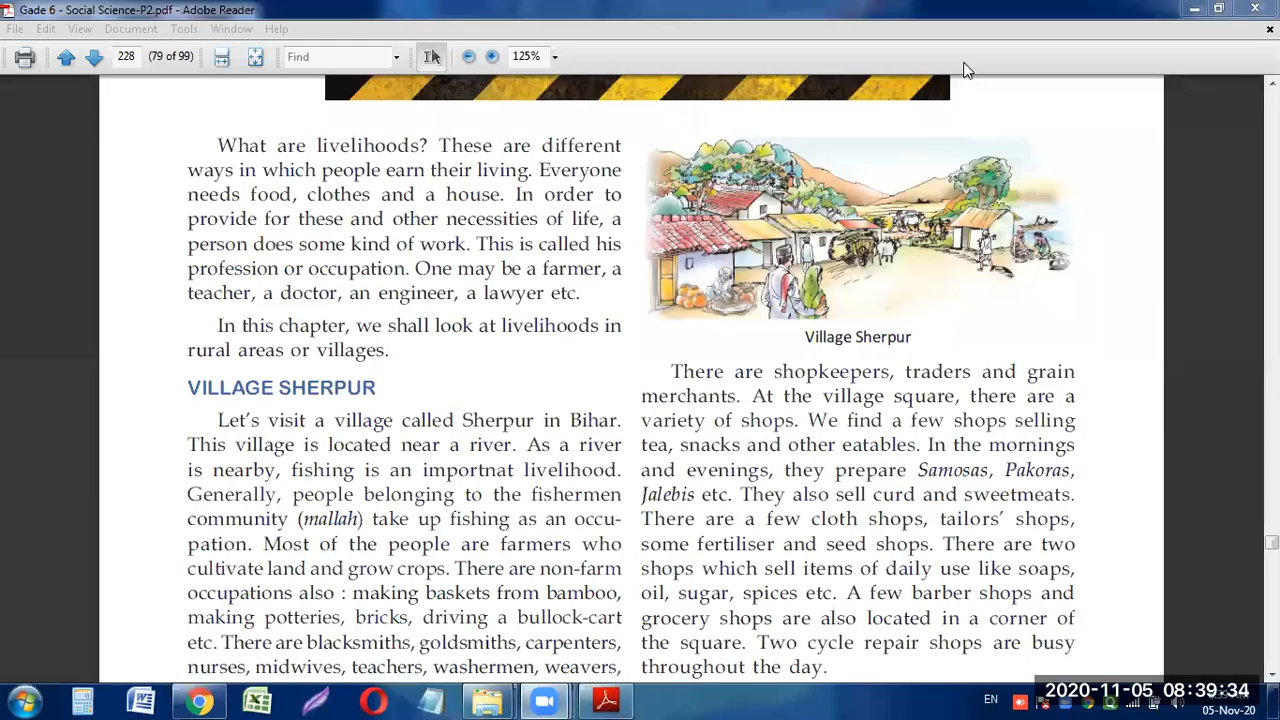 Gade 6 - Social Science-P2.pdf - Adobe Reader
File Edit View Document Tools Window Help
228 (79 of 99) Find 125%
What are livelihoods? These are different
ways in which people earn their living. Everyone
needs food, clothes and a house. In order to
provide for these and other necessities of life, a
person does some kind of work. This is called his
profession or occupation. One may be a farmer, a
teacher, a doctor, an engineer, a lawyer etc.
In this chapter, we shall look at livelihoods in
rural areas or villages.
VILLAGE SHERPUR
Let's visit a village called Sherpur in Bihar.
This village is located near a river. As a river
is nearby, fishing is an importnat livelihood.
Generally, people belonging to the fishermen
community (mallah) take up fishing as an occu-
pation. Most of the people are farmers who
cultivate land and grow crops. There are non-farm
occupations also : making baskets from bamboo,
making potteries, bricks, driving a bullock-cart
etc. There are blacksmiths, goldsmiths, carpenters,
nurses, midwives, teachers, washermen, weavers,
Village Sherpur
There are shopkeepers, traders and grain
merchants. At the village square, there are a
variety of shops. We find a few shops selling
tea, snacks and other eatables. In the mornings
and evenings, they prepare Samosas, Pakoras,
Jalebis etc. They also sell curd and sweetmeats.
There are a few cloth shops, tailors' shops,
some fertiliser and seed shops. There are two
shops which sell items of daily use like soaps,
oil, sugar, spices etc. A few barber shops and
grocery shops are also located in a corner of
the square. Two cycle repair shops are busy
throughout the day.
EN
2020-11-05 08:39:34
05-Nov-20